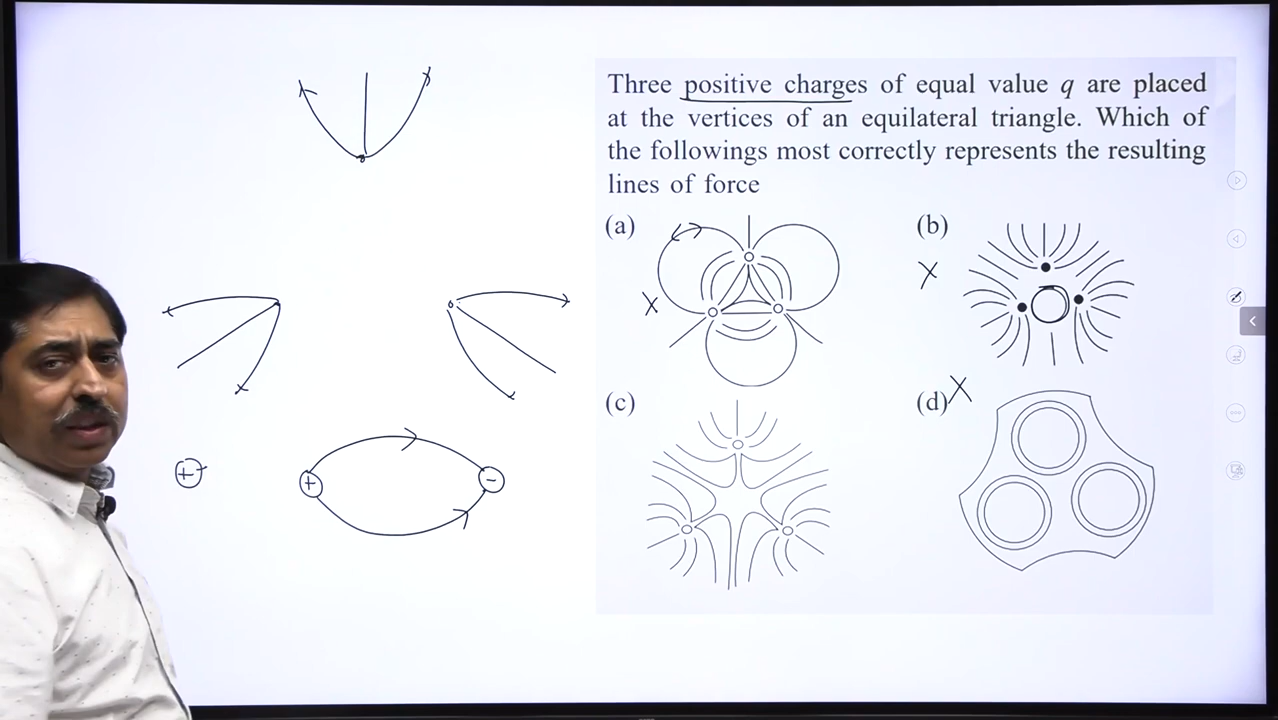 Three positive charges of equal value q are placed
at the vertices of an equilateral triangle. Which of
the followings most correctly represents the resulting
lines of force
(a)
(b)
(c)
(d)
+
+
-